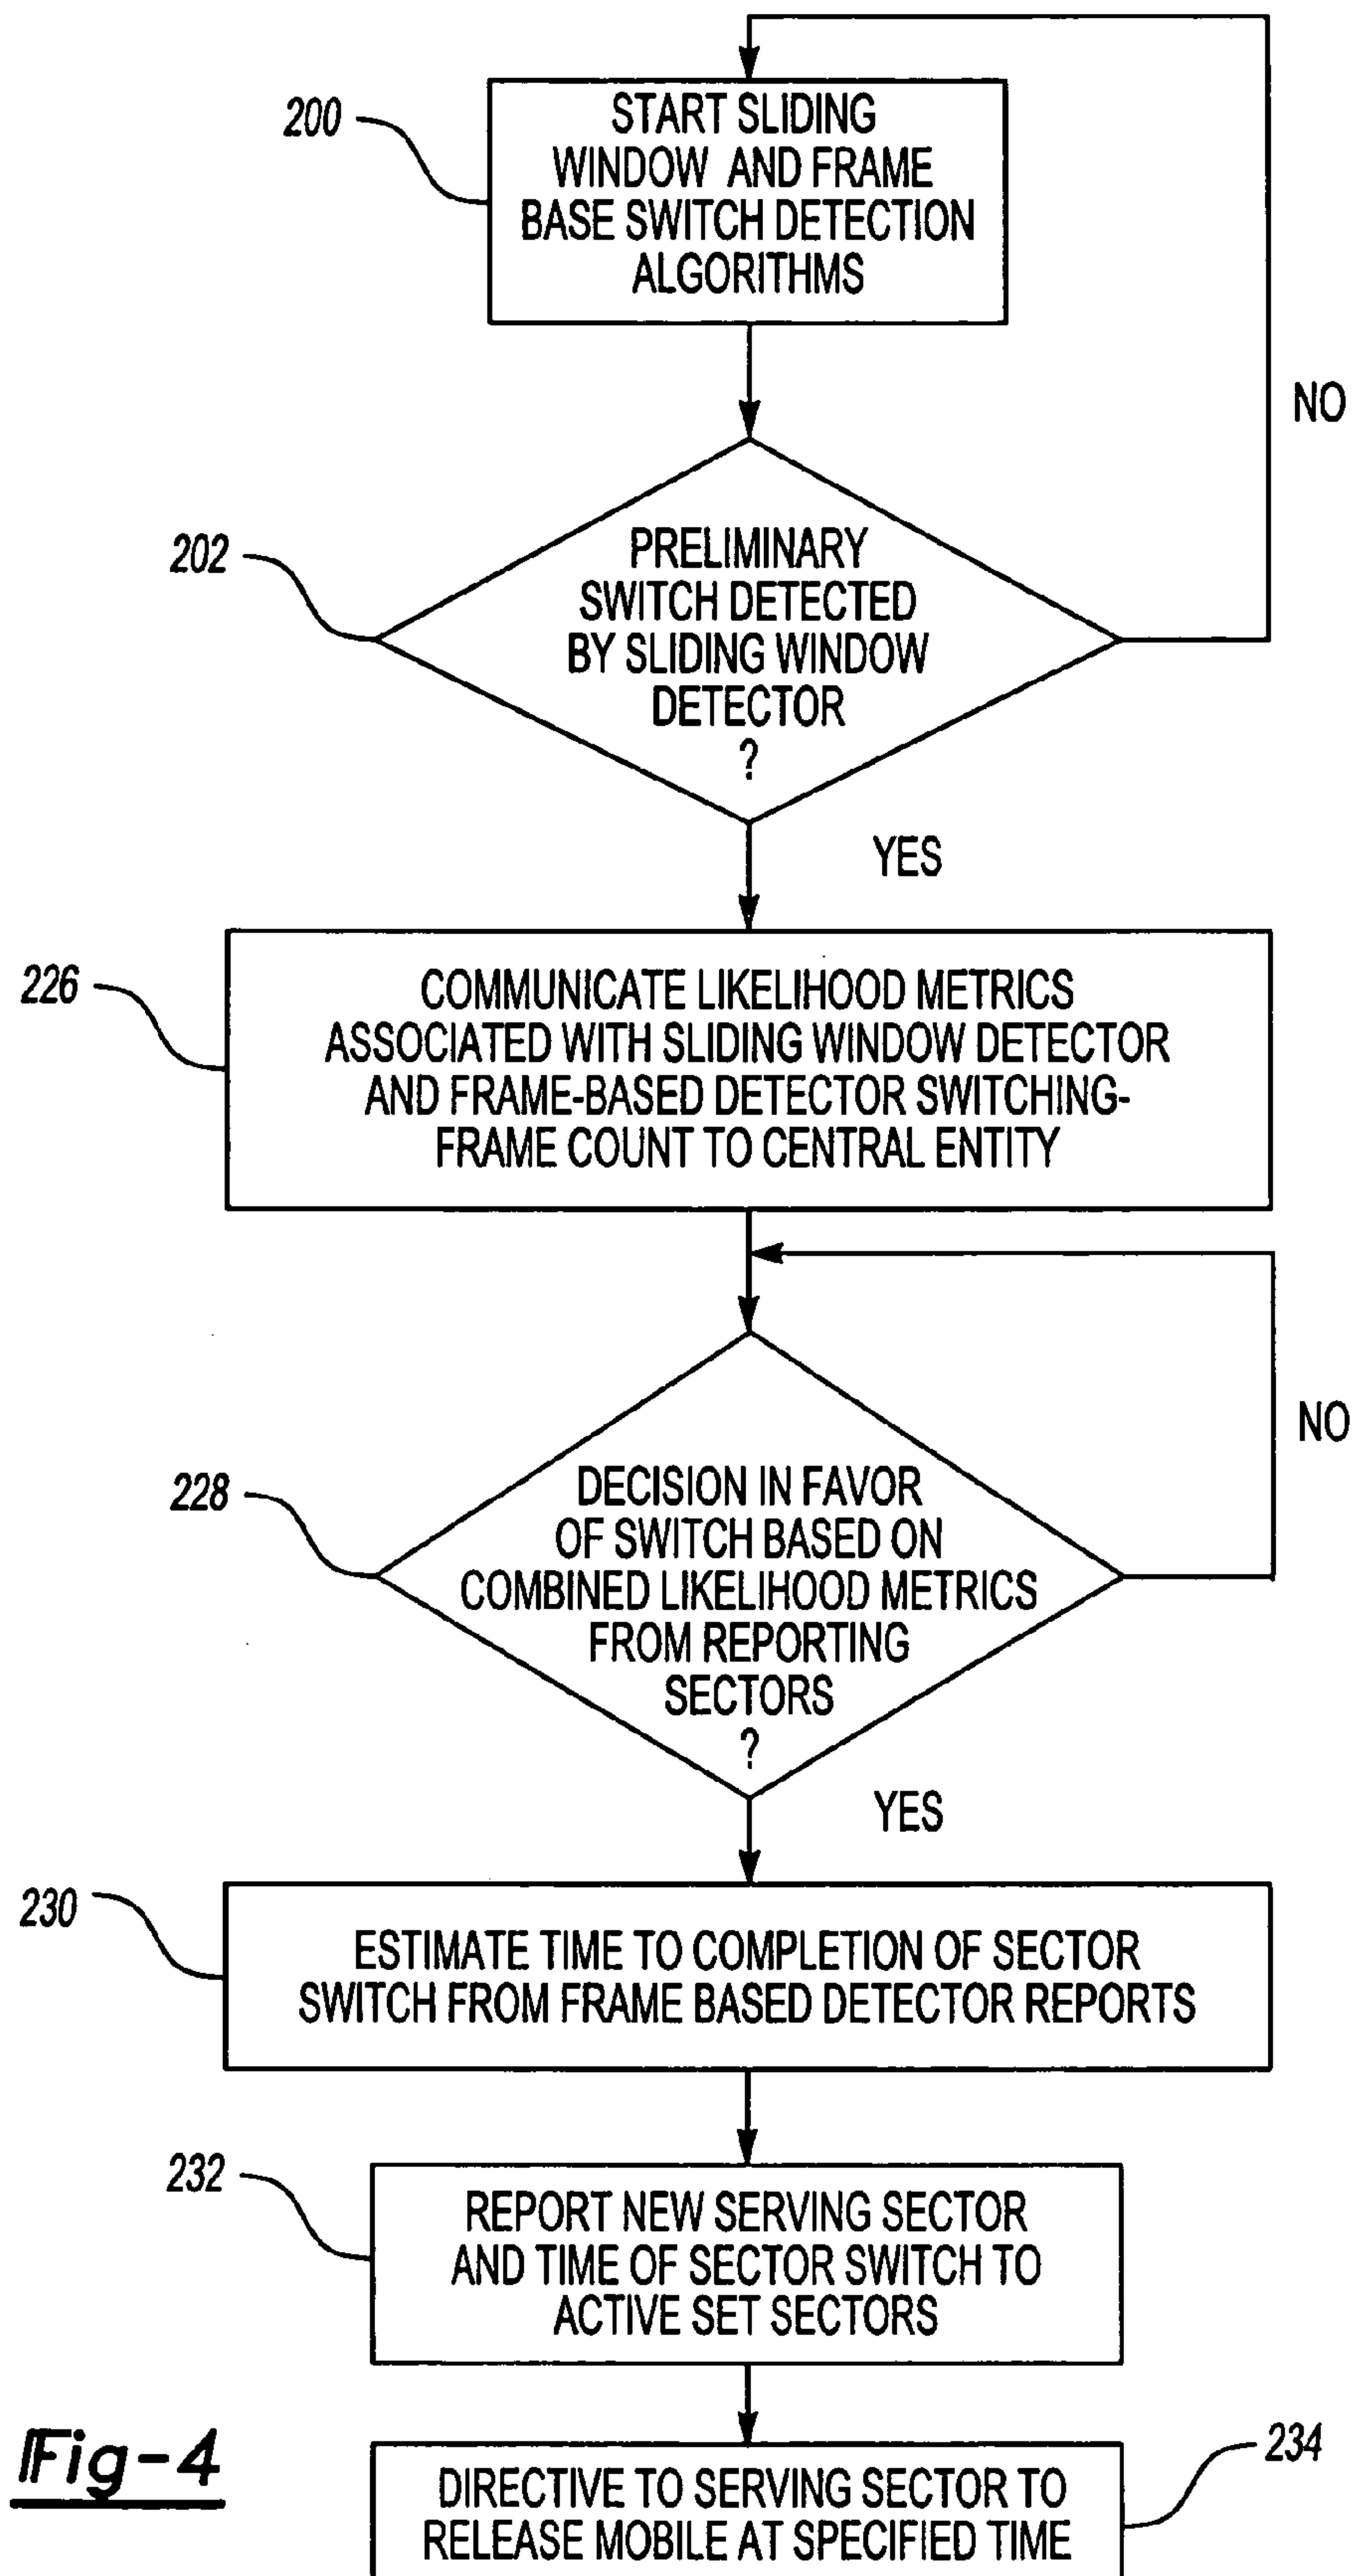 200
START SLIDING
WINDOW AND FRAME
BASE SWITCH DETECTION
ALGORITHMS
NO
202
PRELIMINARY
SWITCH DETECTED
BY SLIDING WINDOW
DETECTOR
?
YES
226
COMMUNICATE LIKELIHOOD METRICS
ASSOCIATED WITH SLIDING WINDOW DETECTOR
AND FRAME-BASED DETECTOR SWITCHING-
FRAME COUNT TO CENTRAL ENTITY
NO
228
DECISION IN FAVOR
OF SWITCH BASED ON
COMBINED LIKELIHOOD METRICS
FROM REPORTING
SECTORS
?
YES
230
ESTIMATE TIME TO COMPLETION OF SECTOR
SWITCH FROM FRAME BASED DETECTOR REPORTS
232
REPORT NEW SERVING SECTOR
AND TIME OF SECTOR SWITCH TO
ACTIVE SET SECTORS
234
DIRECTIVE TO SERVING SECTOR TO
RELEASE MOBILE AT SPECIFIED TIME
Fig-4